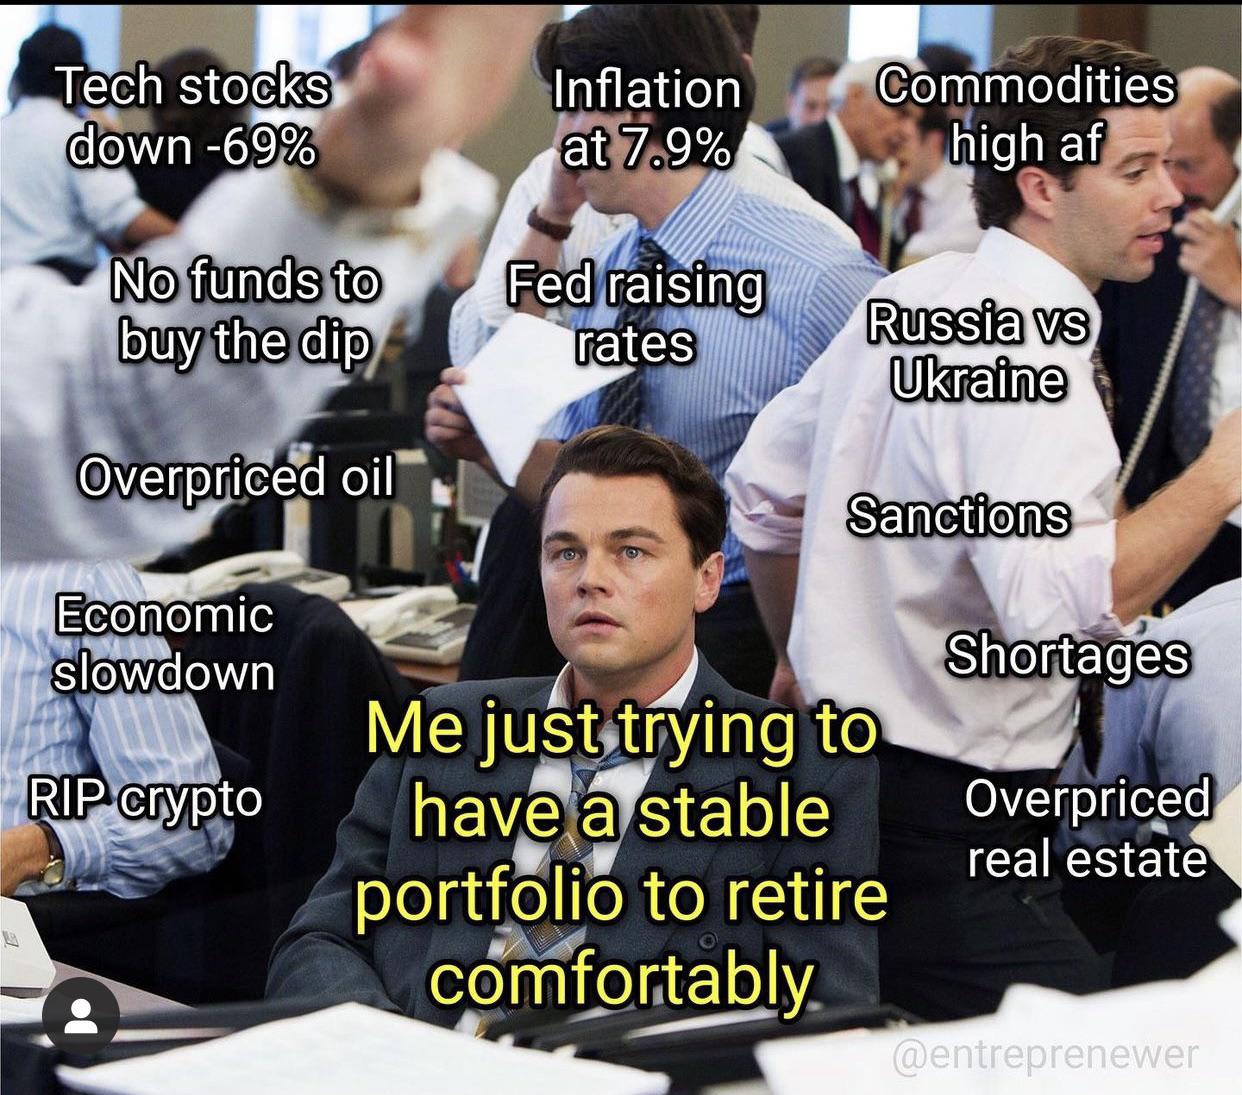 Tech stocks
down -69%
Inflation
at 7.9%
Commodities
high af
No funds to
buy the dip
Fed raising
rates
Russia vs
Ukraine
Overpriced oil
Sanctions
Economic
slowdown
Shortages
RIP crypto
Me just trying to
have a stable
portfolio to retire
comfortably
Overpriced
real estate
@entreprenewer